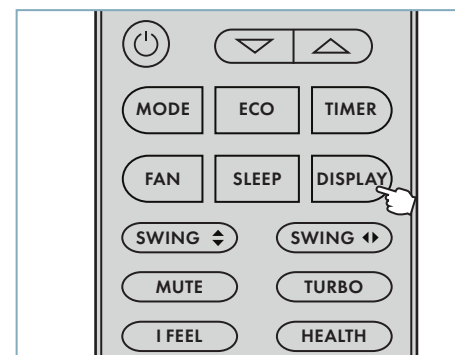 MODE ECO TIMER
FAN SLEEP DISPLAY
SWING SWING
MUTE TURBO
I FEEL HEALTH